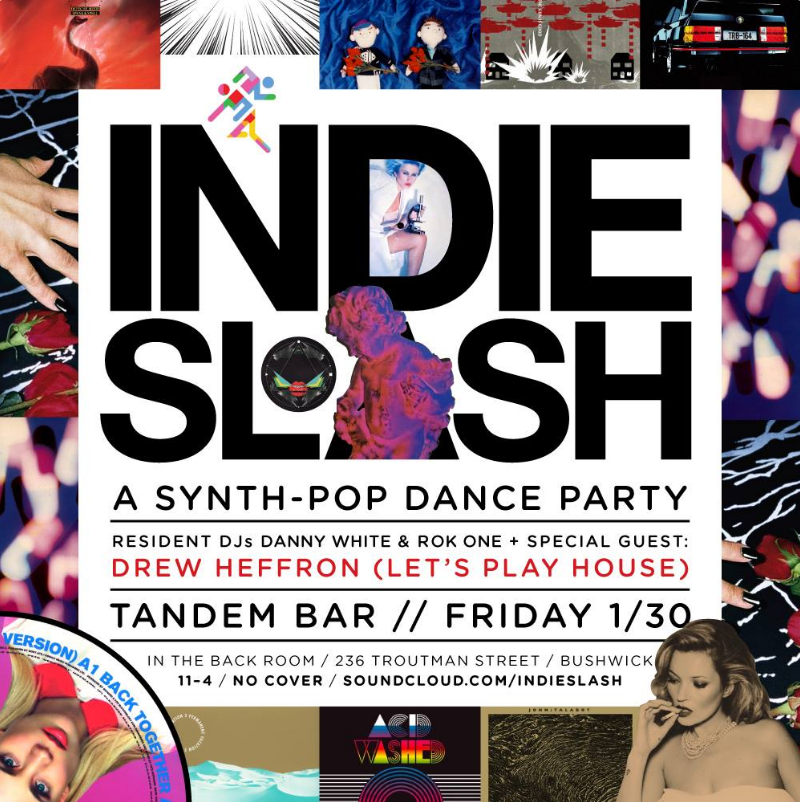 TRB-164
INDIE
SLASH
A SYNTH-POP DANCE PARTY
RESIDENT DJs DANNY WHITE & ROK ONE + SPECIAL GUEST:
DREW HEFFRON (LET'S PLAY HOUSE)
TANDEM BAR // FRIDAY 1/30
IN THE BACK ROOM / 236 TROUTMAN STREET / BUSHWICK
11-4 / NO COVER / SOUNDCLOUD.COM/INDIESLASH
VERSION) A1 BACK TOGETHER
ACID
WASHED